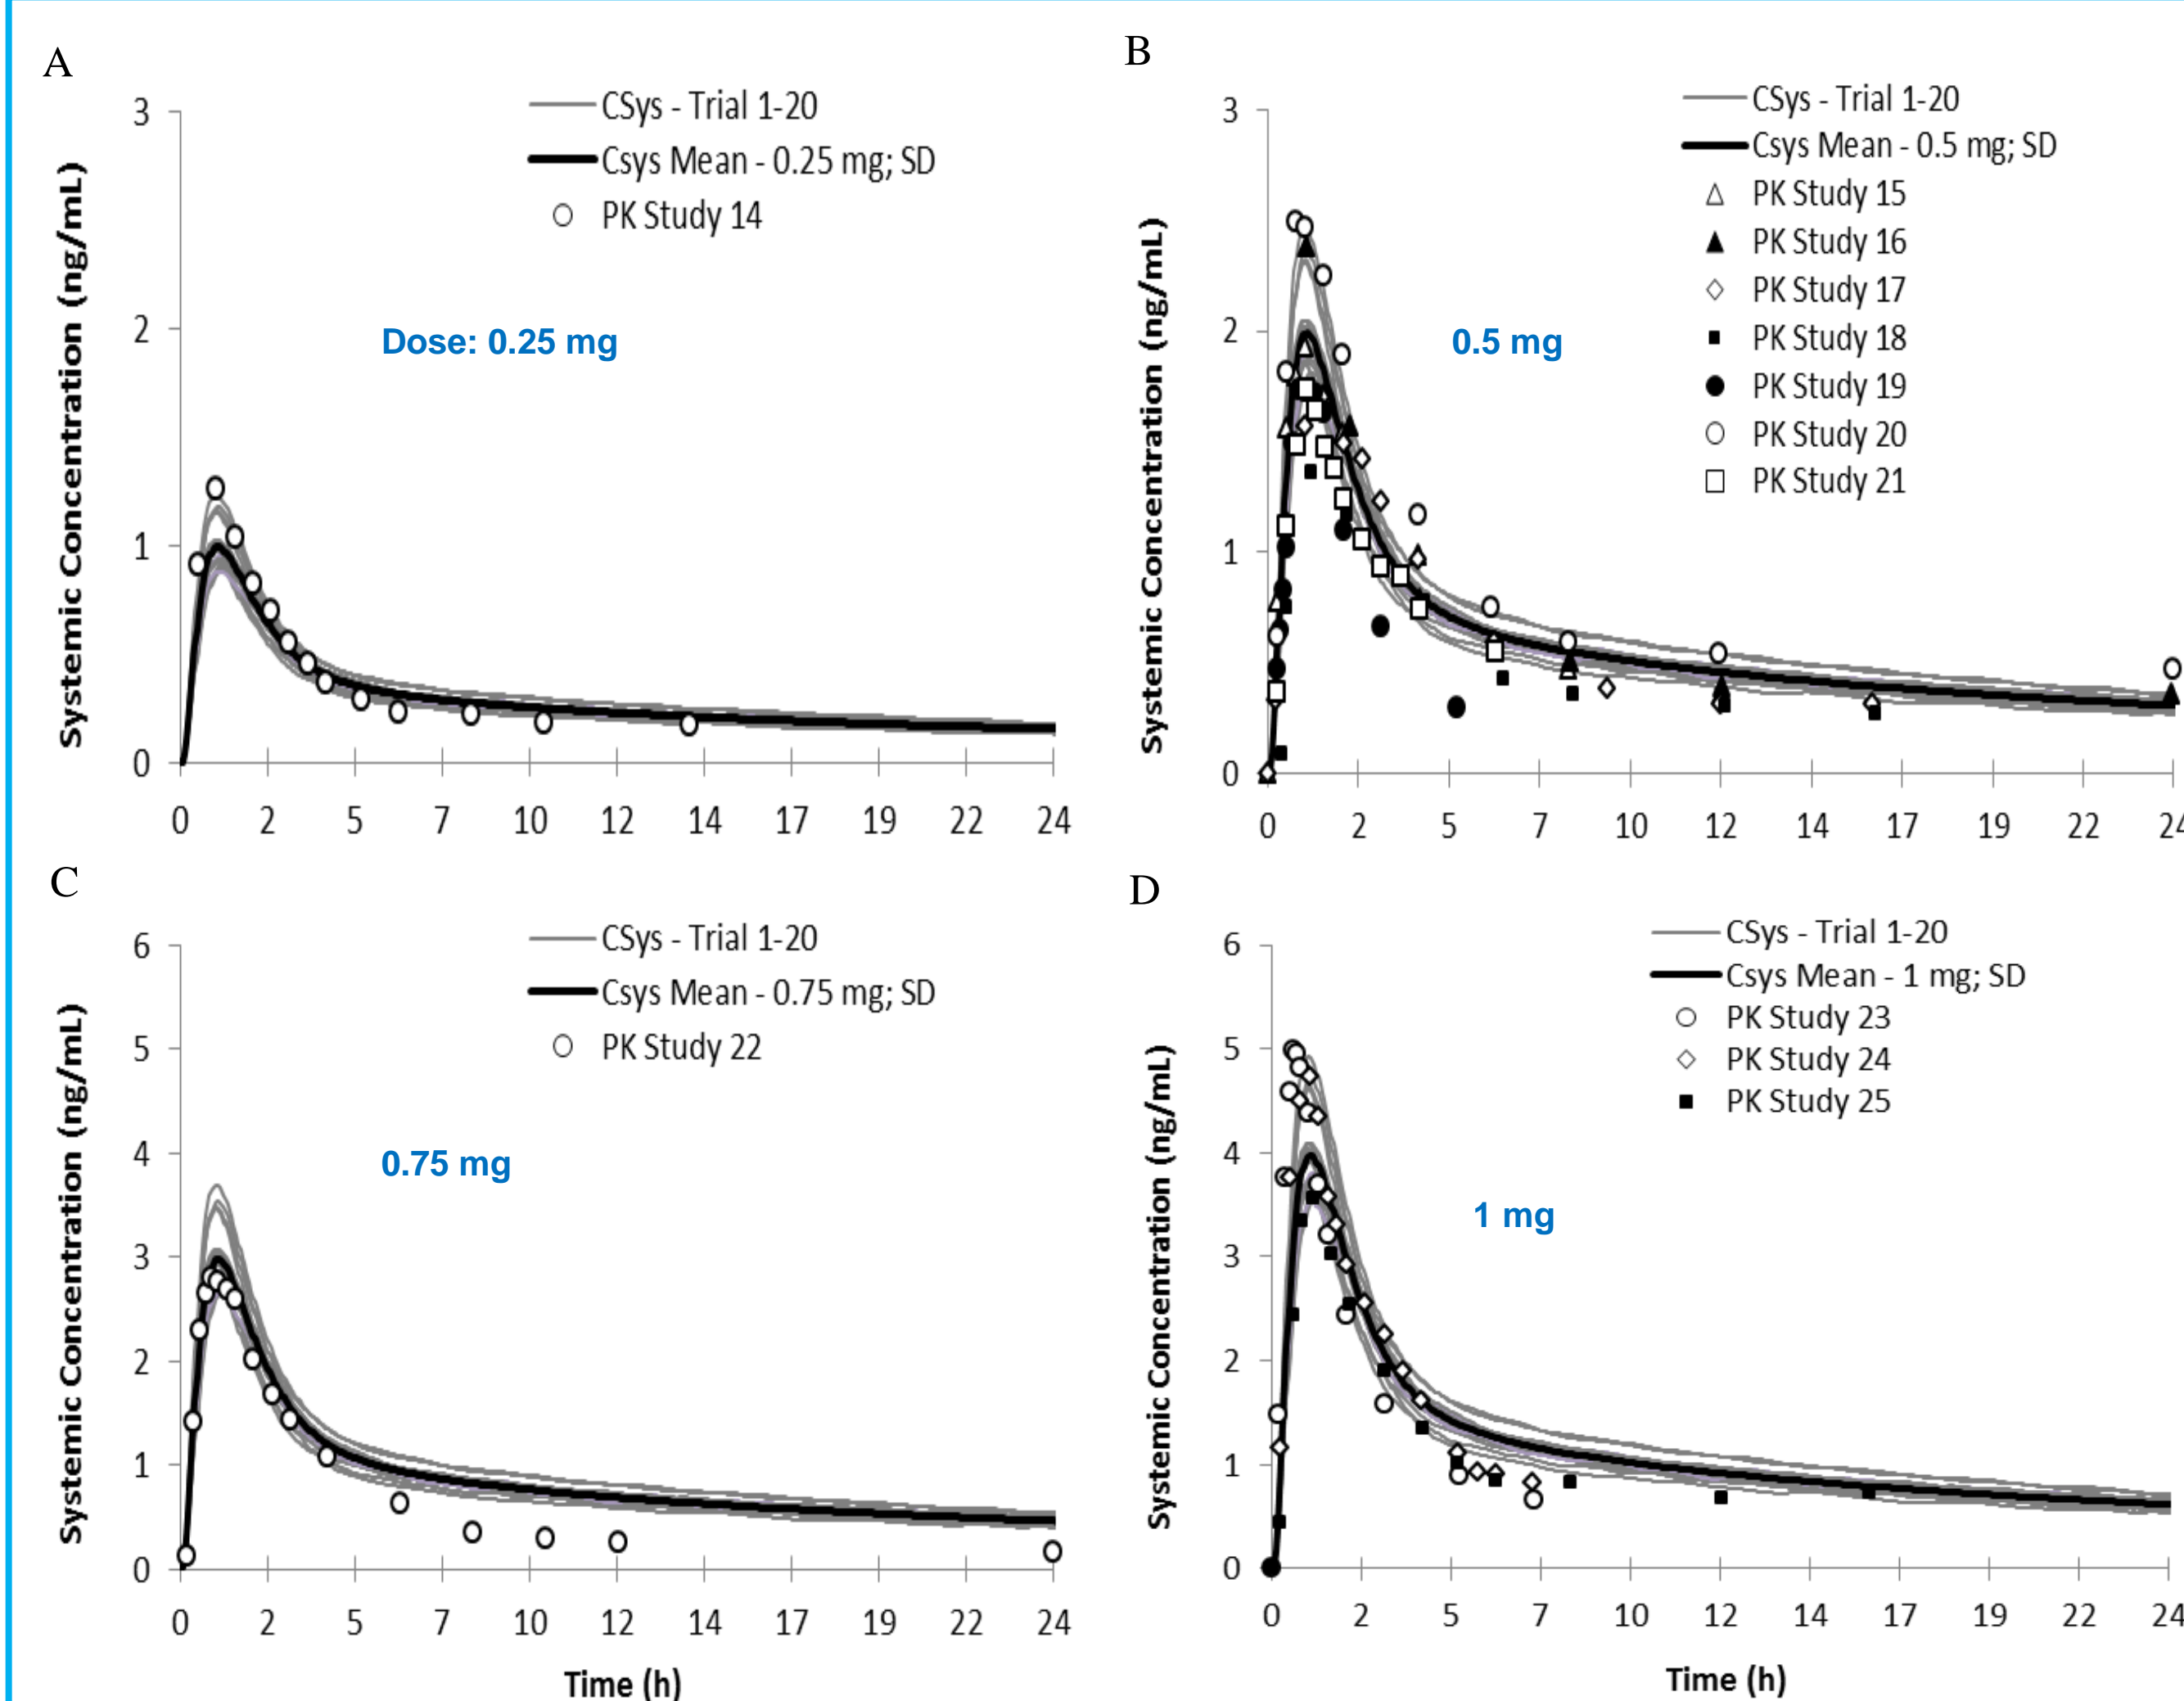 A
CSys - Trial 1-20
Csys Mean - 0.25 mg; SD
PK Study 14
Dose: 0.25 mg
Systemic Concentration (ng/mL)
3
2
1
0
0 2 5 7 10 12 14 17 19 22 24
B
CSys - Trial 1-20
Csys Mean - 0.5 mg; SD
PK Study 15
PK Study 16
PK Study 17
PK Study 18
PK Study 19
PK Study 20
PK Study 21
0.5 mg
Systemic Concentration (ng/mL)
3
2
1
0
0 2 5 7 10 12 14 17 19 22 24
C
CSys - Trial 1-20
Csys Mean - 0.75 mg; SD
PK Study 22
0.75 mg
Systemic Concentration (ng/mL)
6
5
4
3
2
1
0
0 2 5 7 10 12 14 17 19 22 24
Time (h)
D
CSys - Trial 1-20
Csys Mean - 1 mg; SD
PK Study 23
PK Study 24
PK Study 25
1 mg
Systemic Concentration (ng/mL)
6
5
4
3
2
1
0
0 2 5 7 10 12 14 17 19 22 24
Time (h)